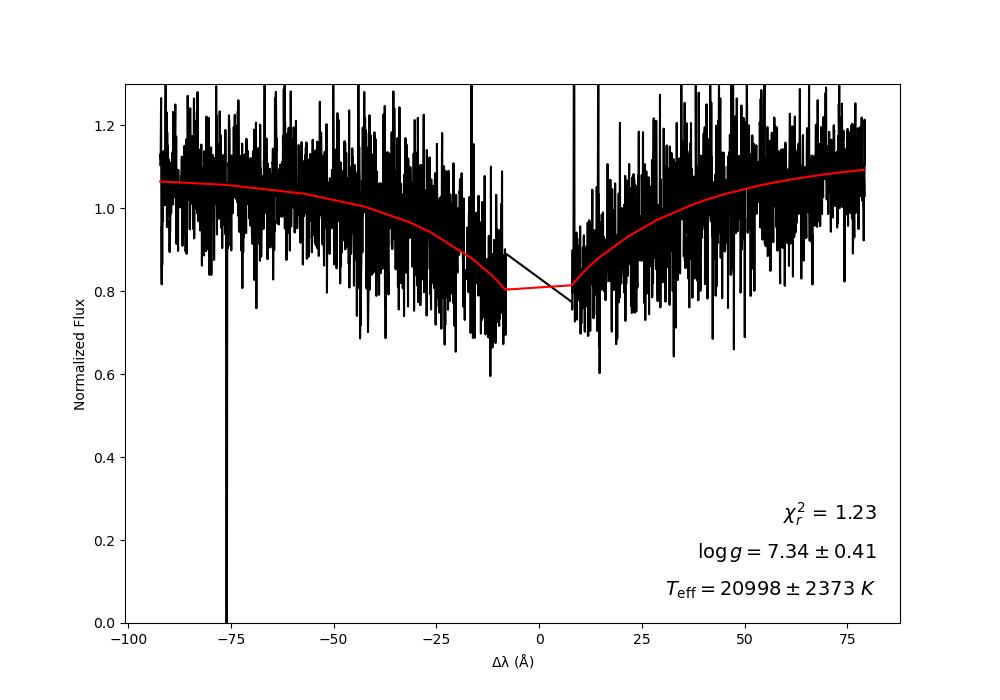 1.2
1.0
0.8
0.6
0.4
0.2
0.0
Normalized Flux
χ²ᵣ = 1.23
log g = 7.34 ± 0.41
T_eff = 20998 ± 2373 K
−100 −75 −50 −25 0 25 50 75
Δλ (Å)